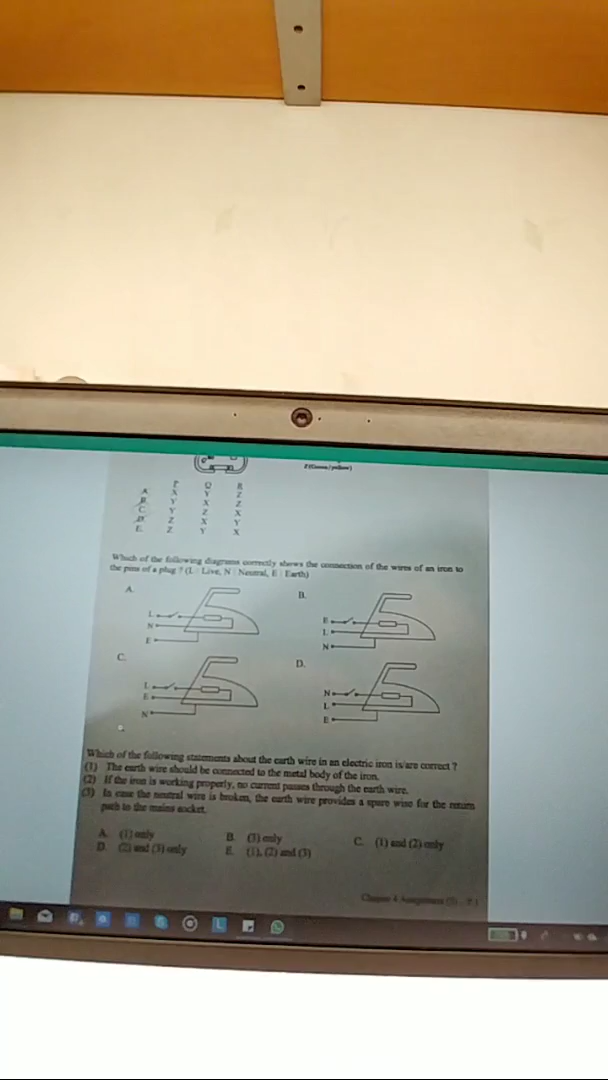 Z (Green / yellow)
P Q R
A. X Y Z
B. Y X Z
C. Y Z X
D. Z X Y
E. Z Y X
Which of the following diagrams correctly shows the connection of the wires of an iron to
the pins of a plug ? (L : Live, N : Neutral, E : Earth)
A.
L
N
E
B.
E
L
N
C.
L
E
N
D.
N
L
E
Which of the following statements about the earth wire in an electric iron is/are correct ?
(1) The earth wire should be connected to the metal body of the iron.
(2) If the iron is working properly, no current passes through the earth wire.
(3) In case the neutral wire is broken, the earth wire provides a spare wire for the return
path to the mains socket.
A. (1) only B. (3) only C. (1) and (2) only
D. (2) and (3) only E. (1), (2) and (3)
Chapter 4 Assignment